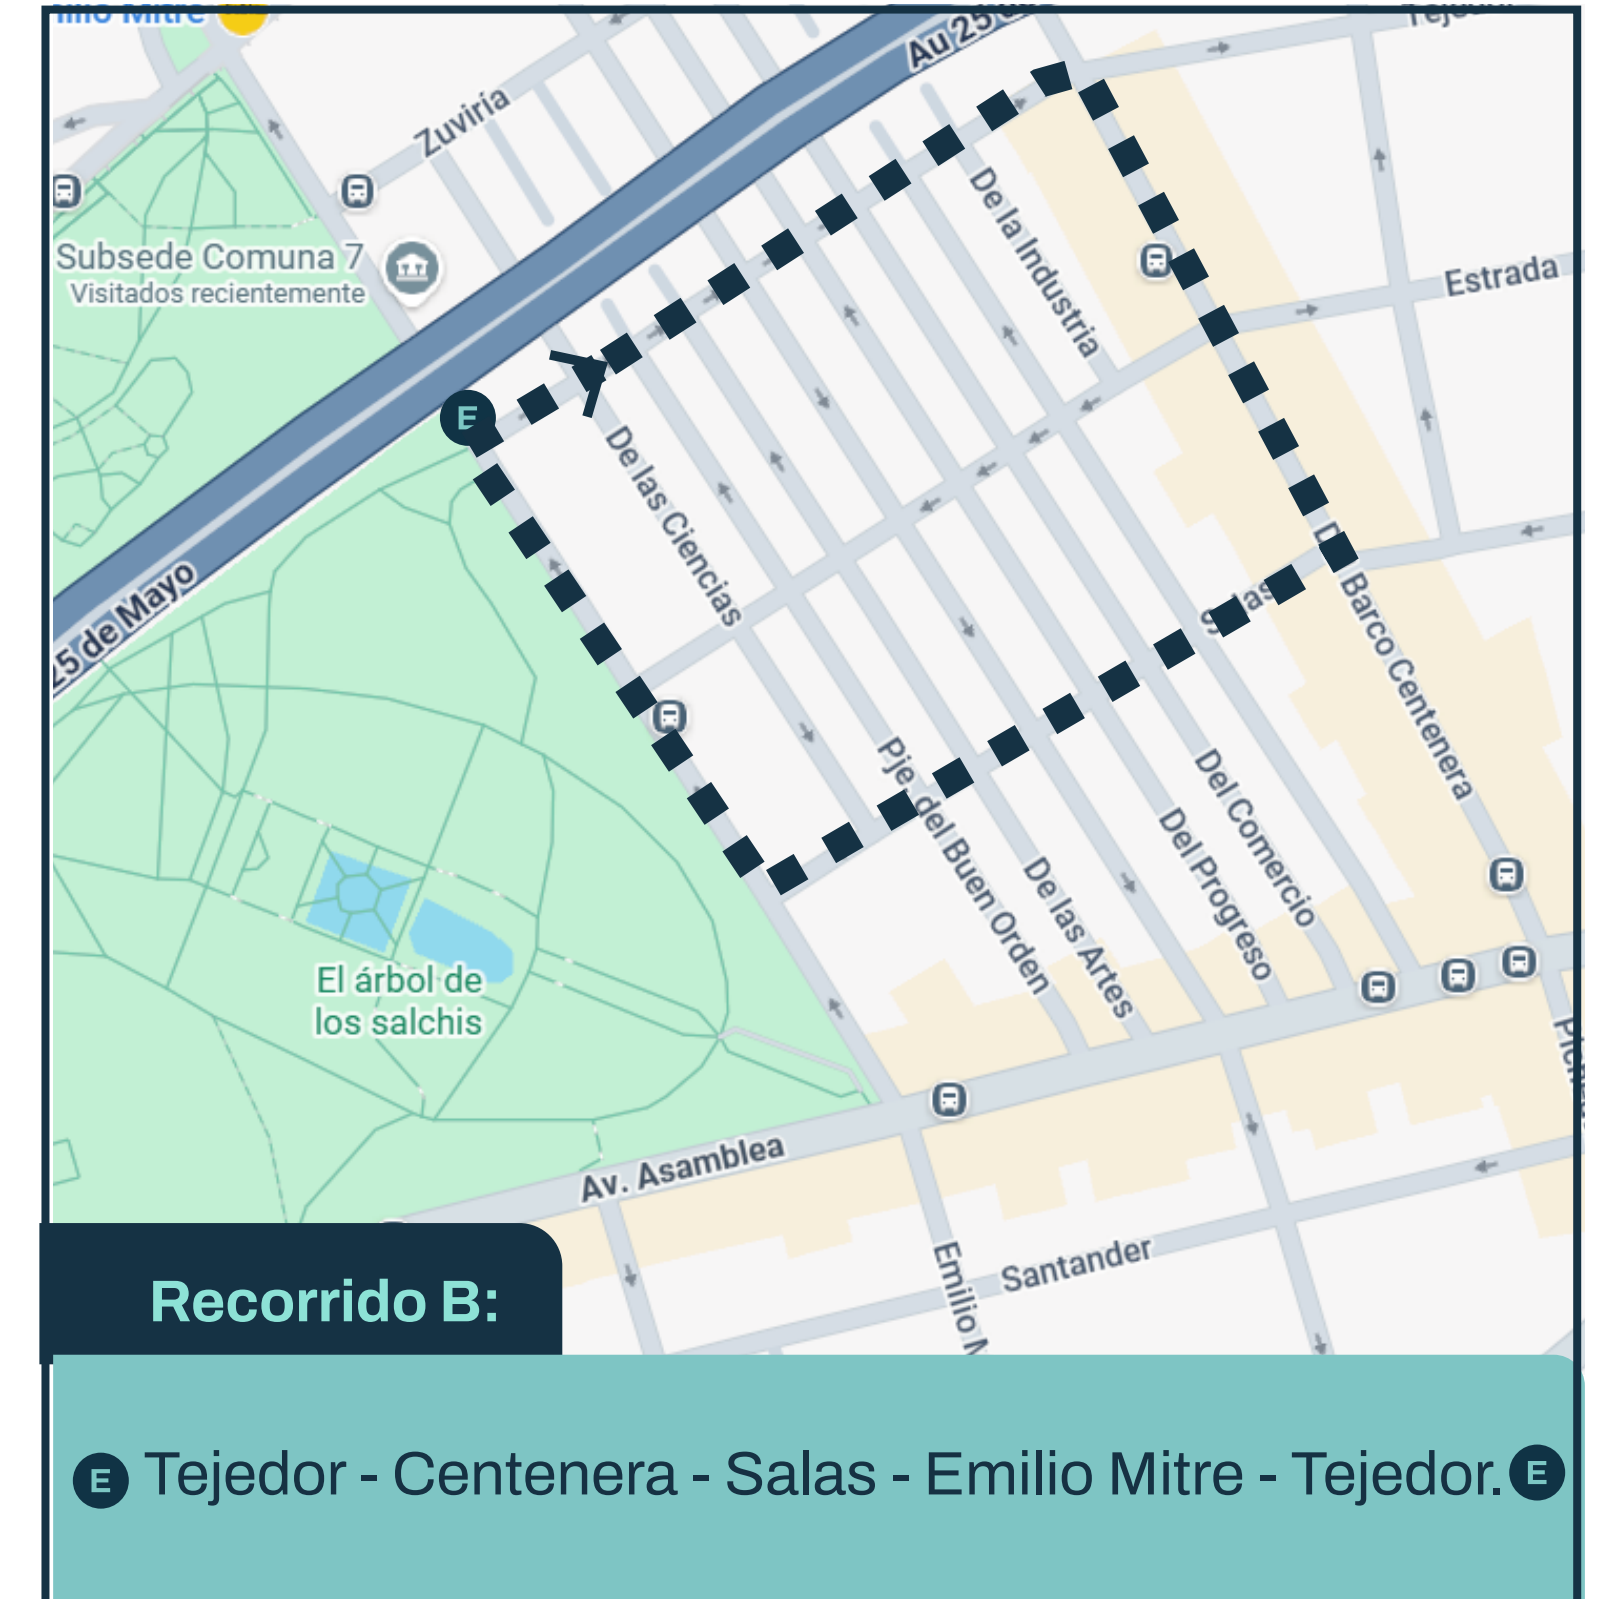 Au 25 de
Zuviría
De la Industria
Subsede Comuna 7
Visitados recientemente
Estrada
E
De las Ciencias
25 de Mayo
Salas
Barco Centenera
Pje. del Buen Orden
Del Comercio
Del Progreso
De las Artes
El árbol de
los salchis
Av. Asamblea
Santander
Emilio M
Recorrido B:
E Tejedor - Centenera - Salas - Emilio Mitre - Tejedor. E